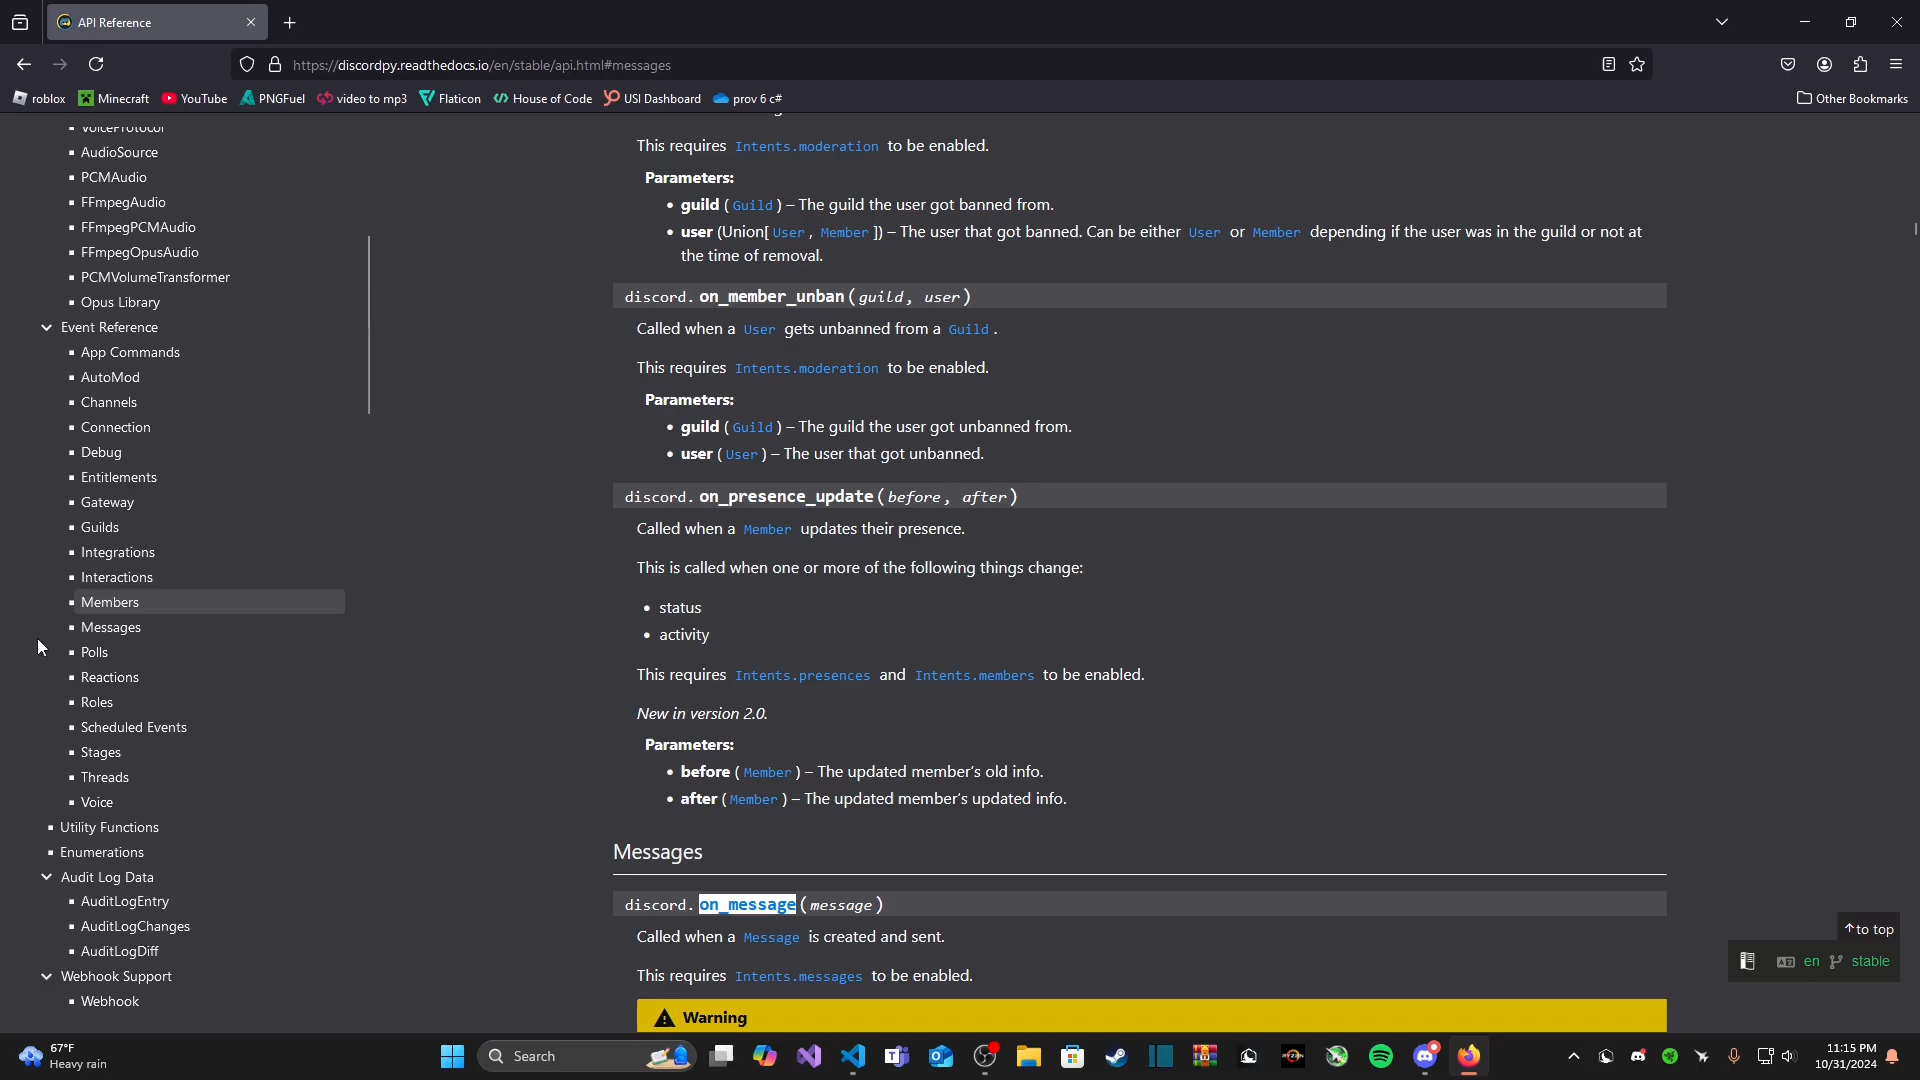 API Reference
https://discordpy.readthedocs.io/en/stable/api.html#messages
roblox Minecraft YouTube PNGFuel video to mp3 Flaticon House of Code USI Dashboard prov 6 c# Other Bookmarks
VoiceProtocol
AudioSource
PCMAudio
FFmpegAudio
FFmpegPCMAudio
FFmpegOpusAudio
PCMVolumeTransformer
Opus Library
Event Reference
App Commands
AutoMod
Channels
Connection
Debug
Entitlements
Gateway
Guilds
Integrations
Interactions
Members
Messages
Polls
Reactions
Roles
Scheduled Events
Stages
Threads
Voice
Utility Functions
Enumerations
Audit Log Data
AuditLogEntry
AuditLogChanges
AuditLogDiff
Webhook Support
Webhook
This requires Intents.moderation to be enabled.
Parameters:
• guild (Guild) – The guild the user got banned from.
• user (Union[User, Member]) – The user that got banned. Can be either User or Member depending if the user was in the guild or not at
the time of removal.
discord.on_member_unban(guild, user)
Called when a User gets unbanned from a Guild.
This requires Intents.moderation to be enabled.
Parameters:
• guild (Guild) – The guild the user got unbanned from.
• user (User) – The user that got unbanned.
discord.on_presence_update(before, after)
Called when a Member updates their presence.
This is called when one or more of the following things change:
• status
• activity
This requires Intents.presences and Intents.members to be enabled.
New in version 2.0.
Parameters:
• before (Member) – The updated member's old info.
• after (Member) – The updated member's updated info.
Messages
discord.on_message(message)
Called when a Message is created and sent.
This requires Intents.messages to be enabled.
Warning
to top
en stable
67°F
Heavy rain
Search
11:15 PM
10/31/2024